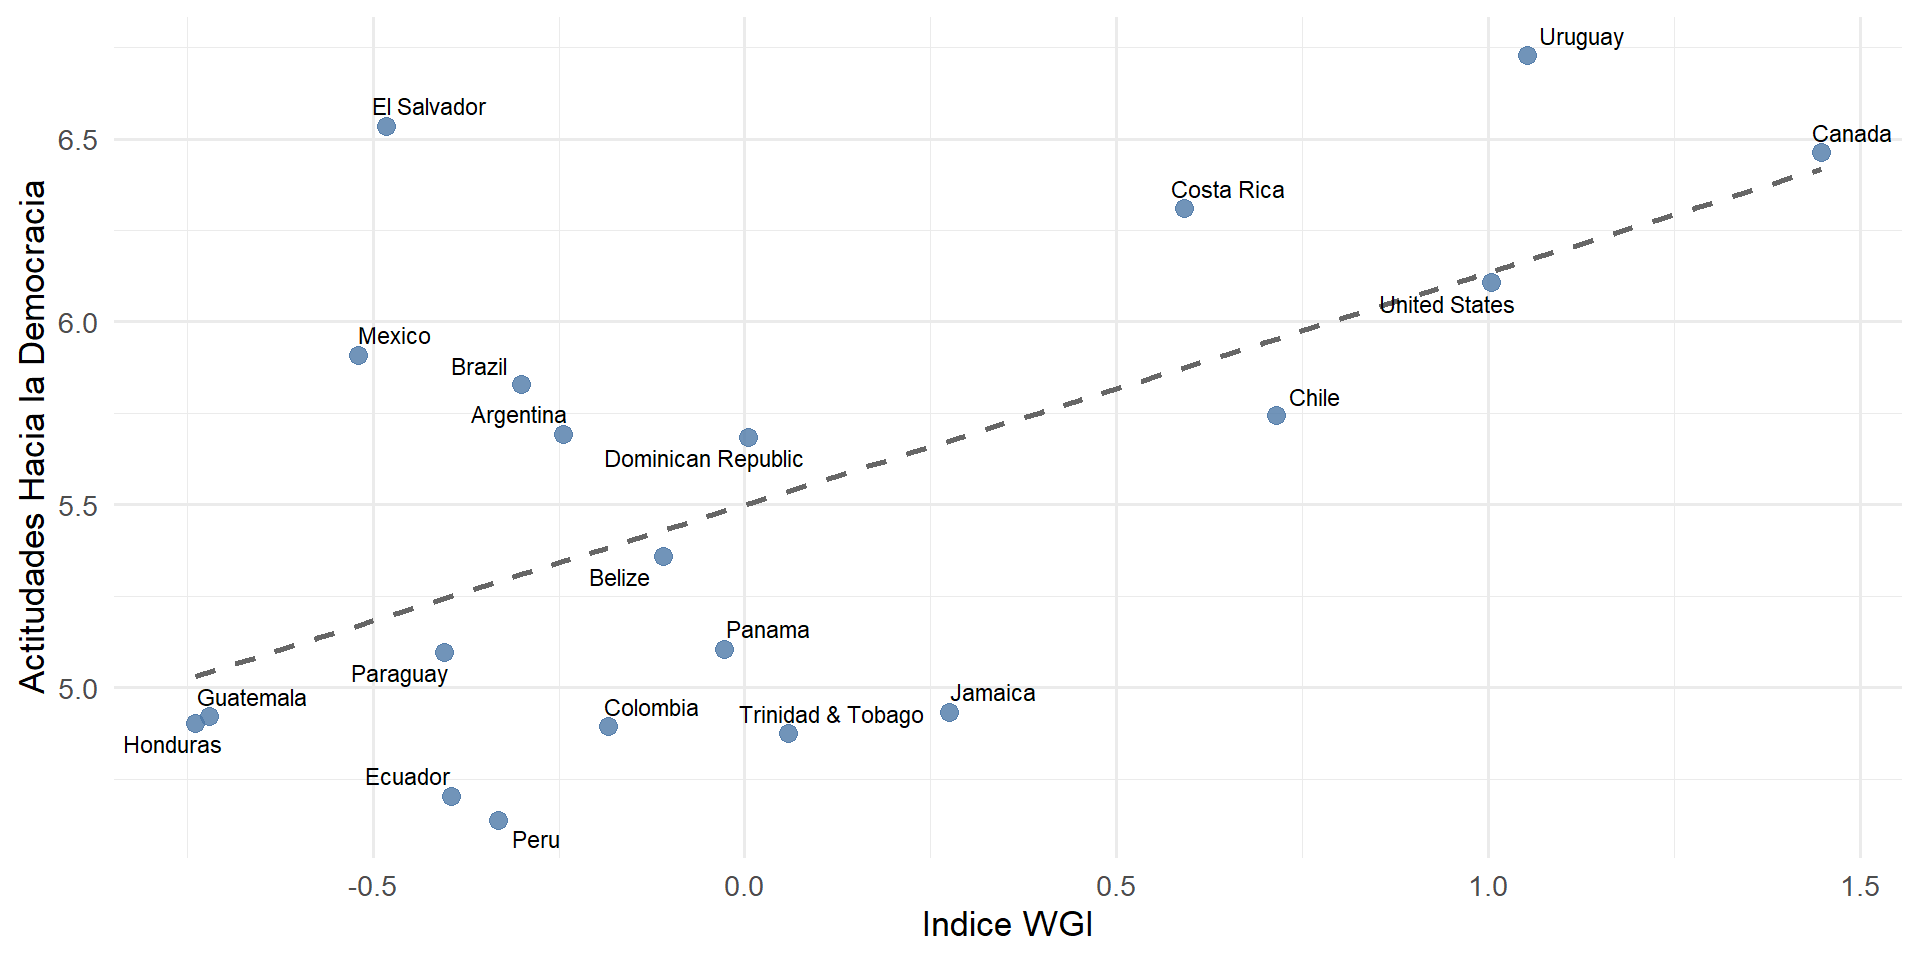 Uruguay
El Salvador
Canada
6.5
Costa Rica
United States
6.0
Mexico
Brazil
Chile
Argentina
Dominican Republic
5.5
Belize
Panama
Paraguay
5.0
Guatemala
Jamaica
Colombia
Trinidad & Tobago
Honduras
Ecuador
Peru
-0.5
0.0
0.5
1.0
1.5
Indice WGI
Actitudades Hacia la Democracia